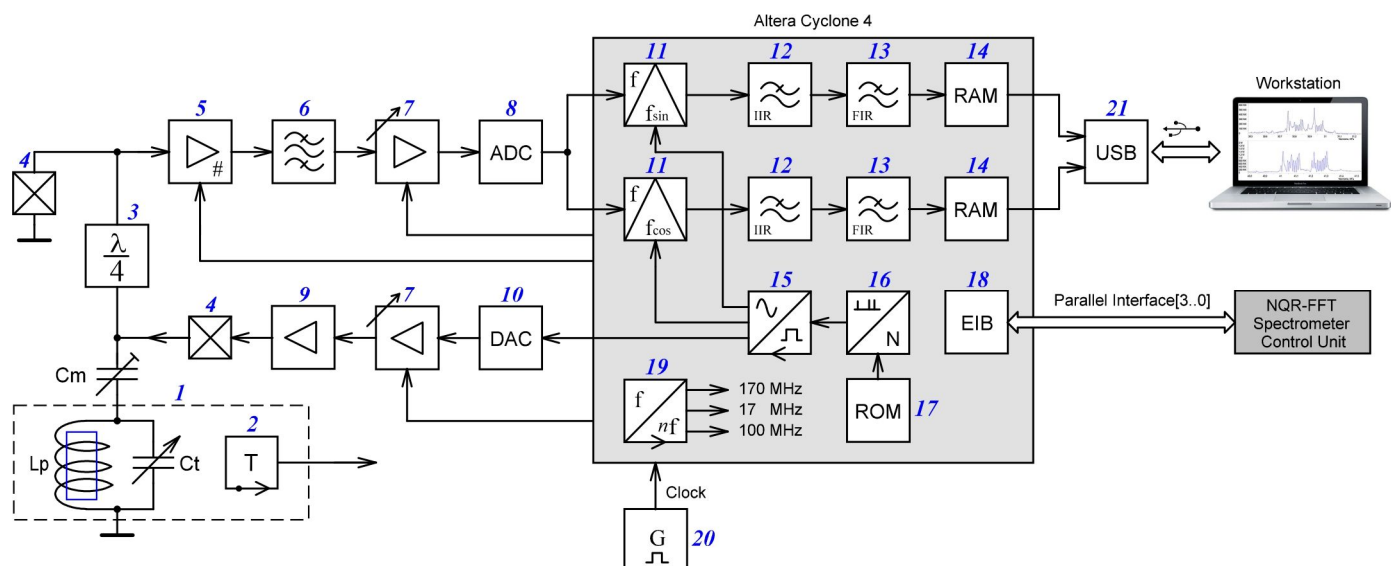 Altera Cyclone 4
11 12 13 14
f
fsin
IIR
FIR
RAM
Workstation
5 6 7 8
#
ADC
21
USB
4
3
λ
4
11 12 13 14
f
fcos
IIR
FIR
RAM
9 7 10
4
DAC
15 16 18
N
EIB
Parallel Interface[3..0]
NQR-FFT
Spectrometer
Control Unit
Cm
1
19
f
nf
170 MHz
17 MHz
100 MHz
ROM
17
2
Lp
Ct
T
Clock
G
20